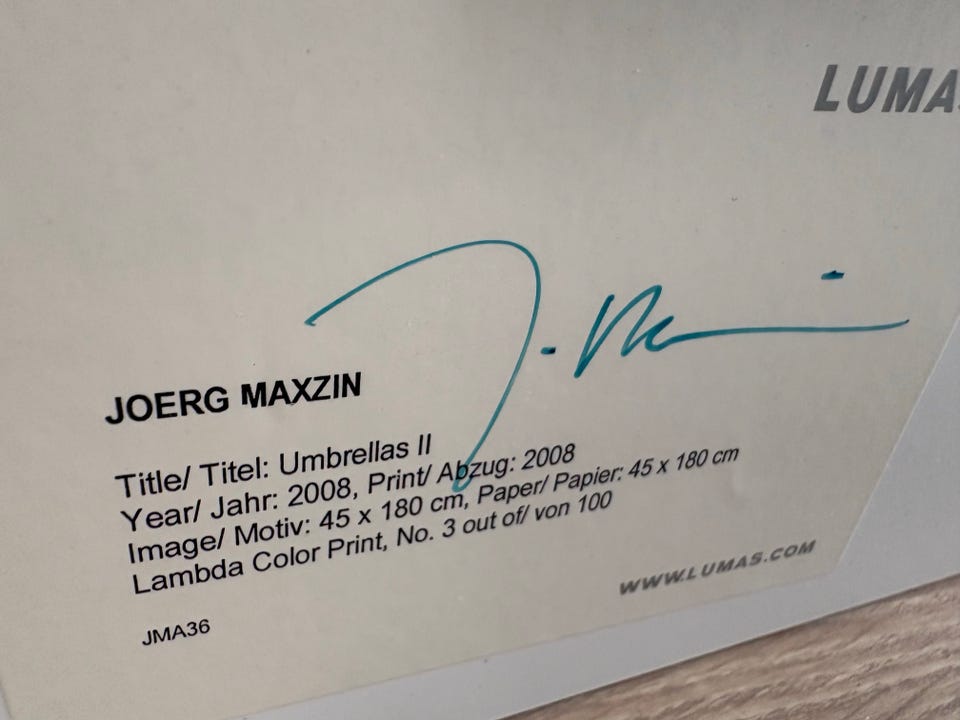 LUMAS
JOERG MAXZIN
Title/ Titel: Umbrellas II
Year/ Jahr: 2008, Print/ Abzug: 2008
Image/ Motiv: 45 x 180 cm, Paper/ Papier: 45 x 180 cm
Lambda Color Print, No. 3 out of/ von 100
WWW.LUMAS.COM
JMA36